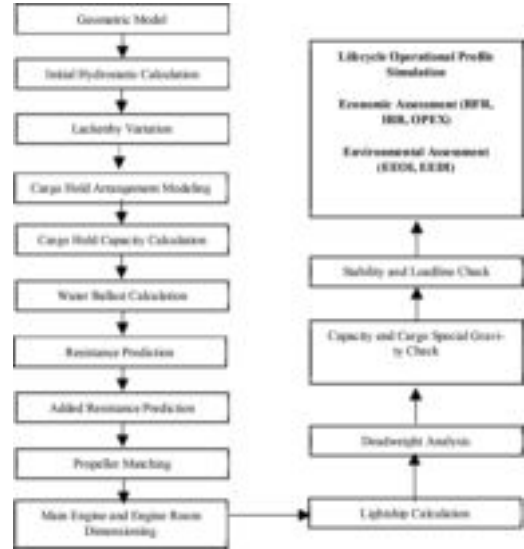 Geometric Model
Initial Hydrostatic Calculation
Lackenby Variation
Cargo Hold Arrangement Modeling
Cargo Hold Capacity Calculation
Water Ballast Calculation
Resistance Prediction
Added Resistance Prediction
Propeller Matching
Main Engine and Engine Room
Dimensioning
Lifecycle Operational Profile
Simulation
Economic Assessment (RFR,
IRR, OPEX)
Environmental Assessment
(EEOI, EEDI)
Stability and Loadline Check
Capacity and Cargo Special Gravi-
ty Check
Deadweight Analysis
Lightship Calculation